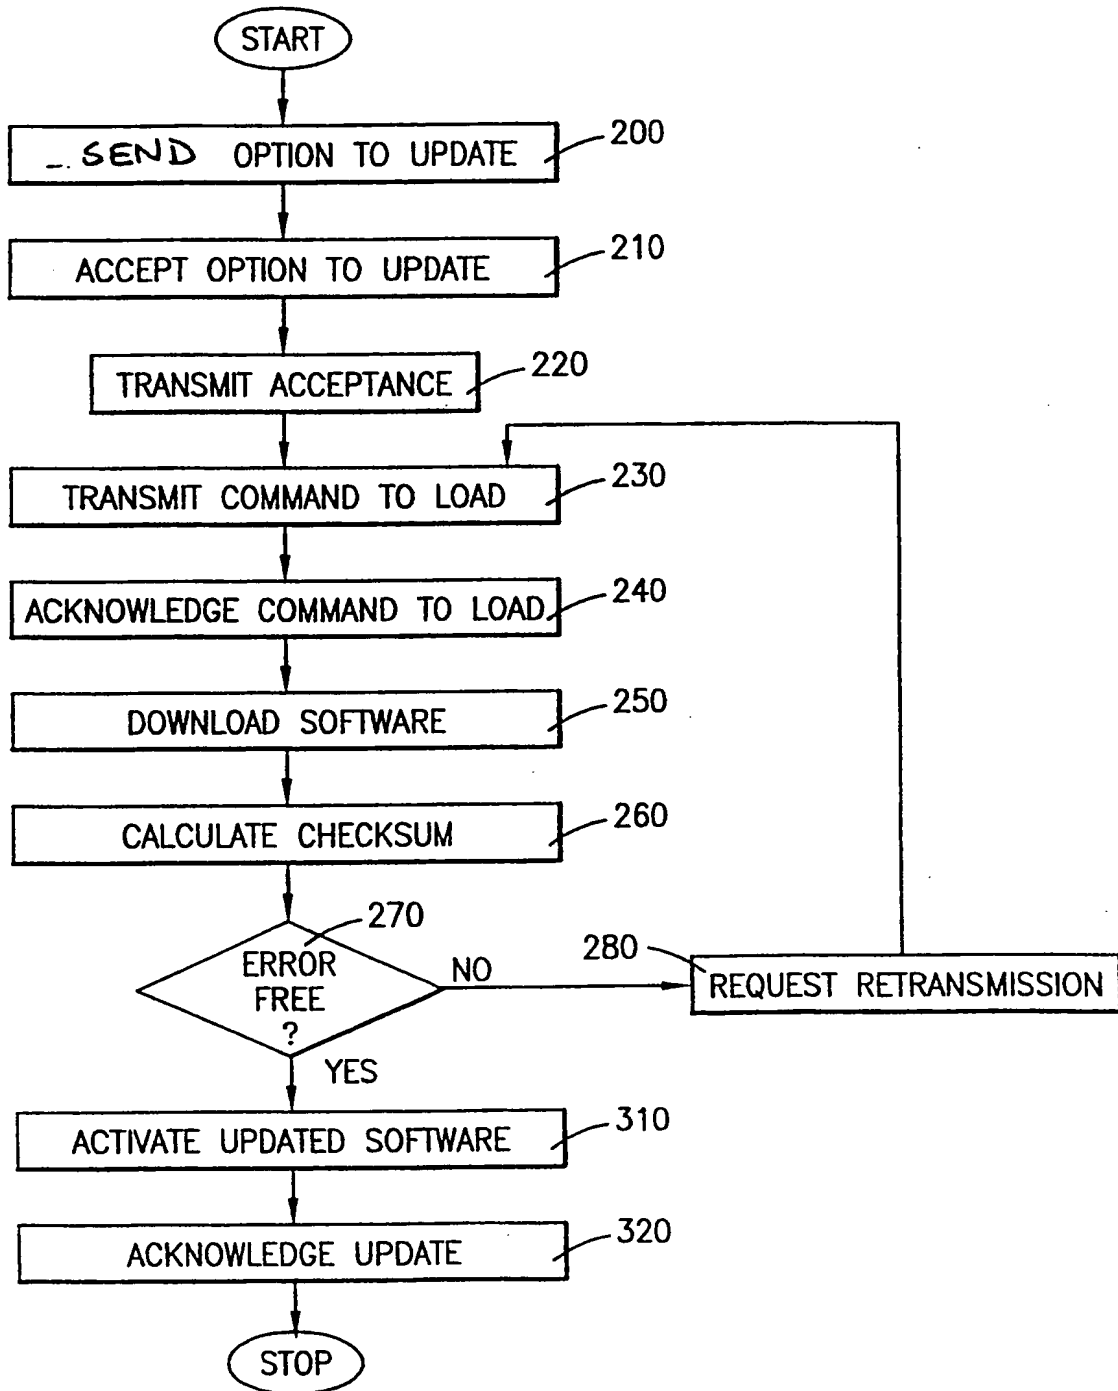 START
SEND OPTION TO UPDATE
200
ACCEPT OPTION TO UPDATE
210
TRANSMIT ACCEPTANCE
220
TRANSMIT COMMAND TO LOAD
230
ACKNOWLEDGE COMMAND TO LOAD
240
DOWNLOAD SOFTWARE
250
CALCULATE CHECKSUM
260
270
ERROR
FREE
?
NO
280
REQUEST RETRANSMISSION
YES
ACTIVATE UPDATED SOFTWARE
310
ACKNOWLEDGE UPDATE
320
STOP